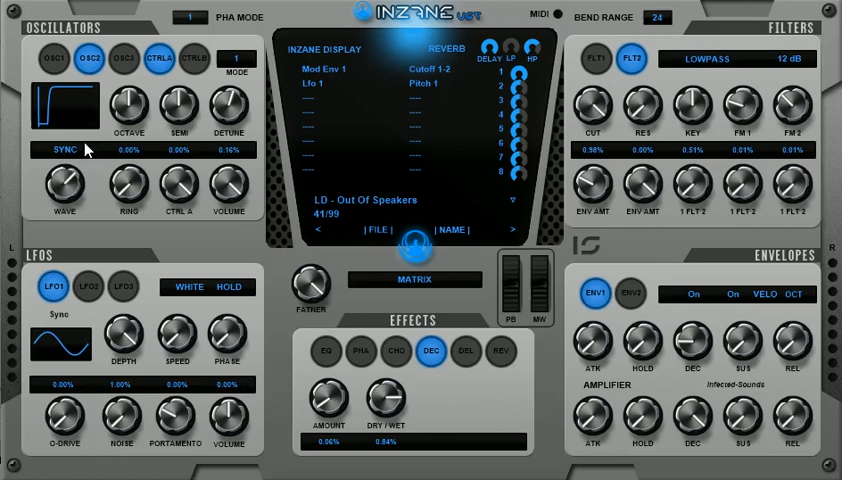 OSCILLATORS
1
PHA MODE
INZANE VST
MIDI
BEND RANGE
24
FILTERS
OSC1
OSC2
OSC3
CTRLA
CTRLB
1
MODE
OCTAVE
SEMI
DETUNE
SYNC
0.00%
0.00%
0.16%
WAVE
RING
CTRL A
VOLUME
INZANE DISPLAY
REVERB
DELAY
LP
HP
Mod Env 1
Cutoff 1-2
1
Lfo 1
Pitch 1
2
----
----
3
----
----
4
----
----
5
----
----
6
----
----
7
----
----
8
LD - Out Of Speakers
41/99
<
| FILE |
| NAME |
>
FLT1
FLT2
LOWPASS
12 dB
CUT
RES
KEY
FM 1
FM 2
0.98%
0.00%
0.51%
0.01%
0.01%
ENV AMT
ENV AMT
1 FLT 2
1 FLT 2
1 FLT 2
L
LFOS
LFO1
LFO2
LFO3
WHITE
HOLD
Sync
DEPTH
SPEED
PHASE
0.00%
1.00%
0.00%
0.00%
O-DRIVE
NOISE
PORTAMENTO
VOLUME
FATNER
MATRIX
PB
MW
EFFECTS
EQ
PHA
CHO
DEC
DEL
REV
AMOUNT
DRY / WET
0.06%
0.84%
IS
ENVELOPES
R
ENV1
ENV2
On
On
VELO
OCT
ATK
HOLD
DEC
SUS
REL
AMPLIFIER
Infected-Sounds
ATK
HOLD
DEC
SUS
REL